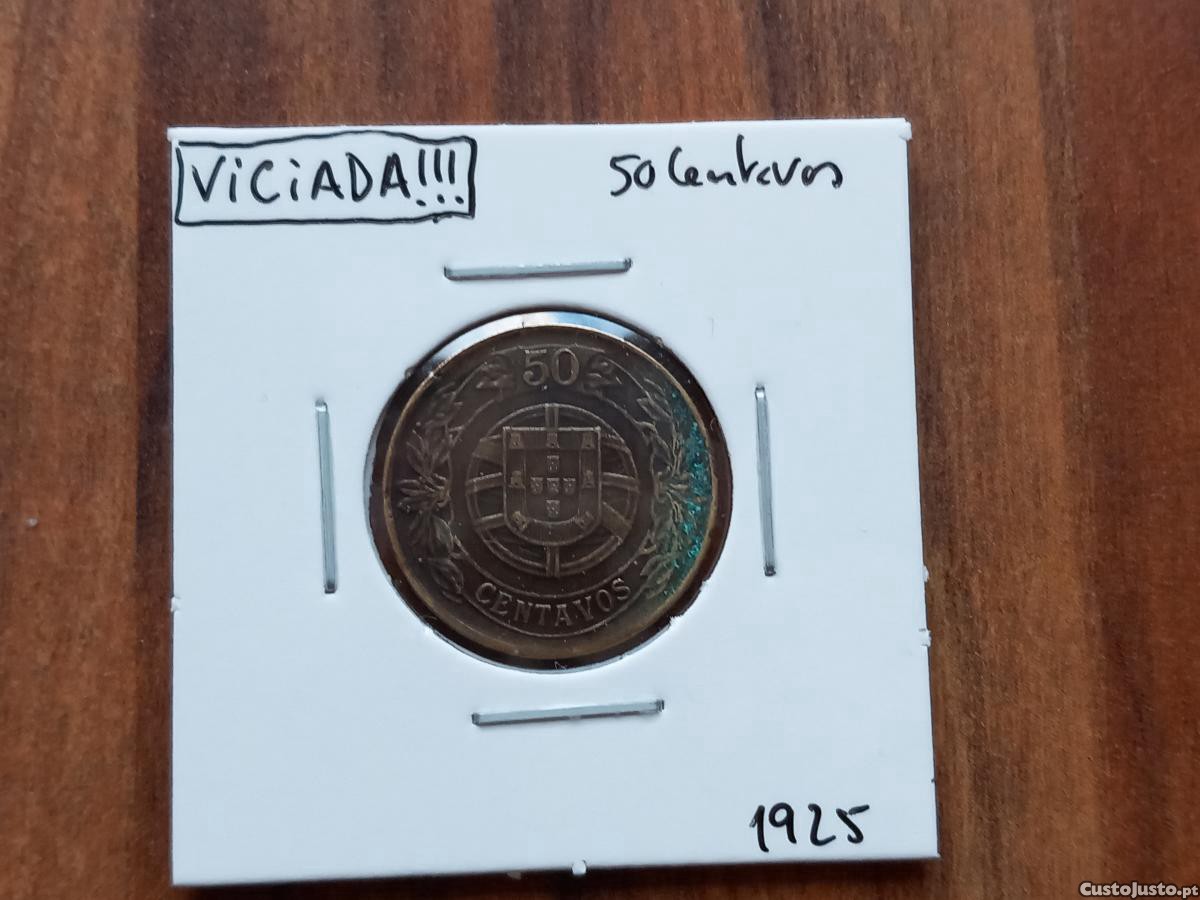 ViCiADA!!!
50 Centavos
50
CENTAVOS
1925
CustoJusto.pt